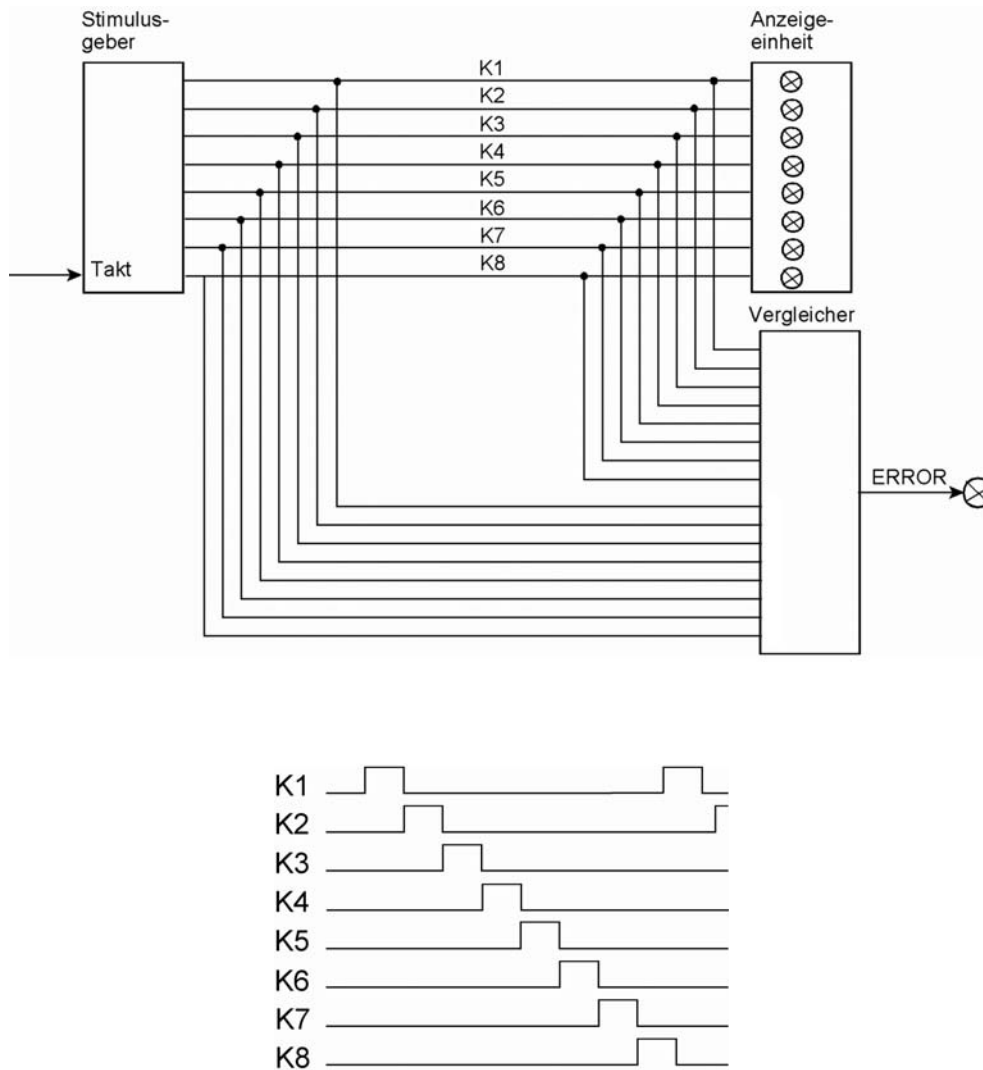 Stimulus-
geber
Anzeige-
einheit
K1
K2
K3
K4
K5
K6
K7
K8
Takt
Vergleicher
ERROR
K1
K2
K3
K4
K5
K6
K7
K8